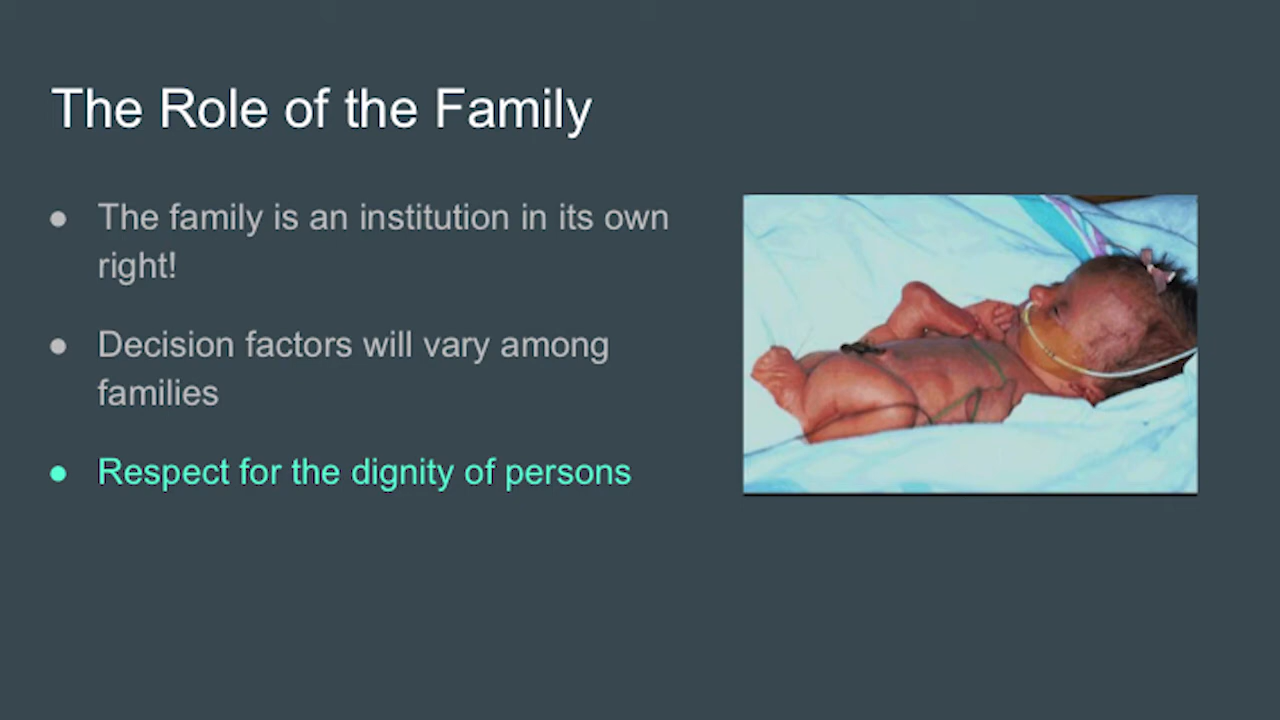 The Role of the Family
● The family is an institution in its own
right!
● Decision factors will vary among
families
● Respect for the dignity of persons